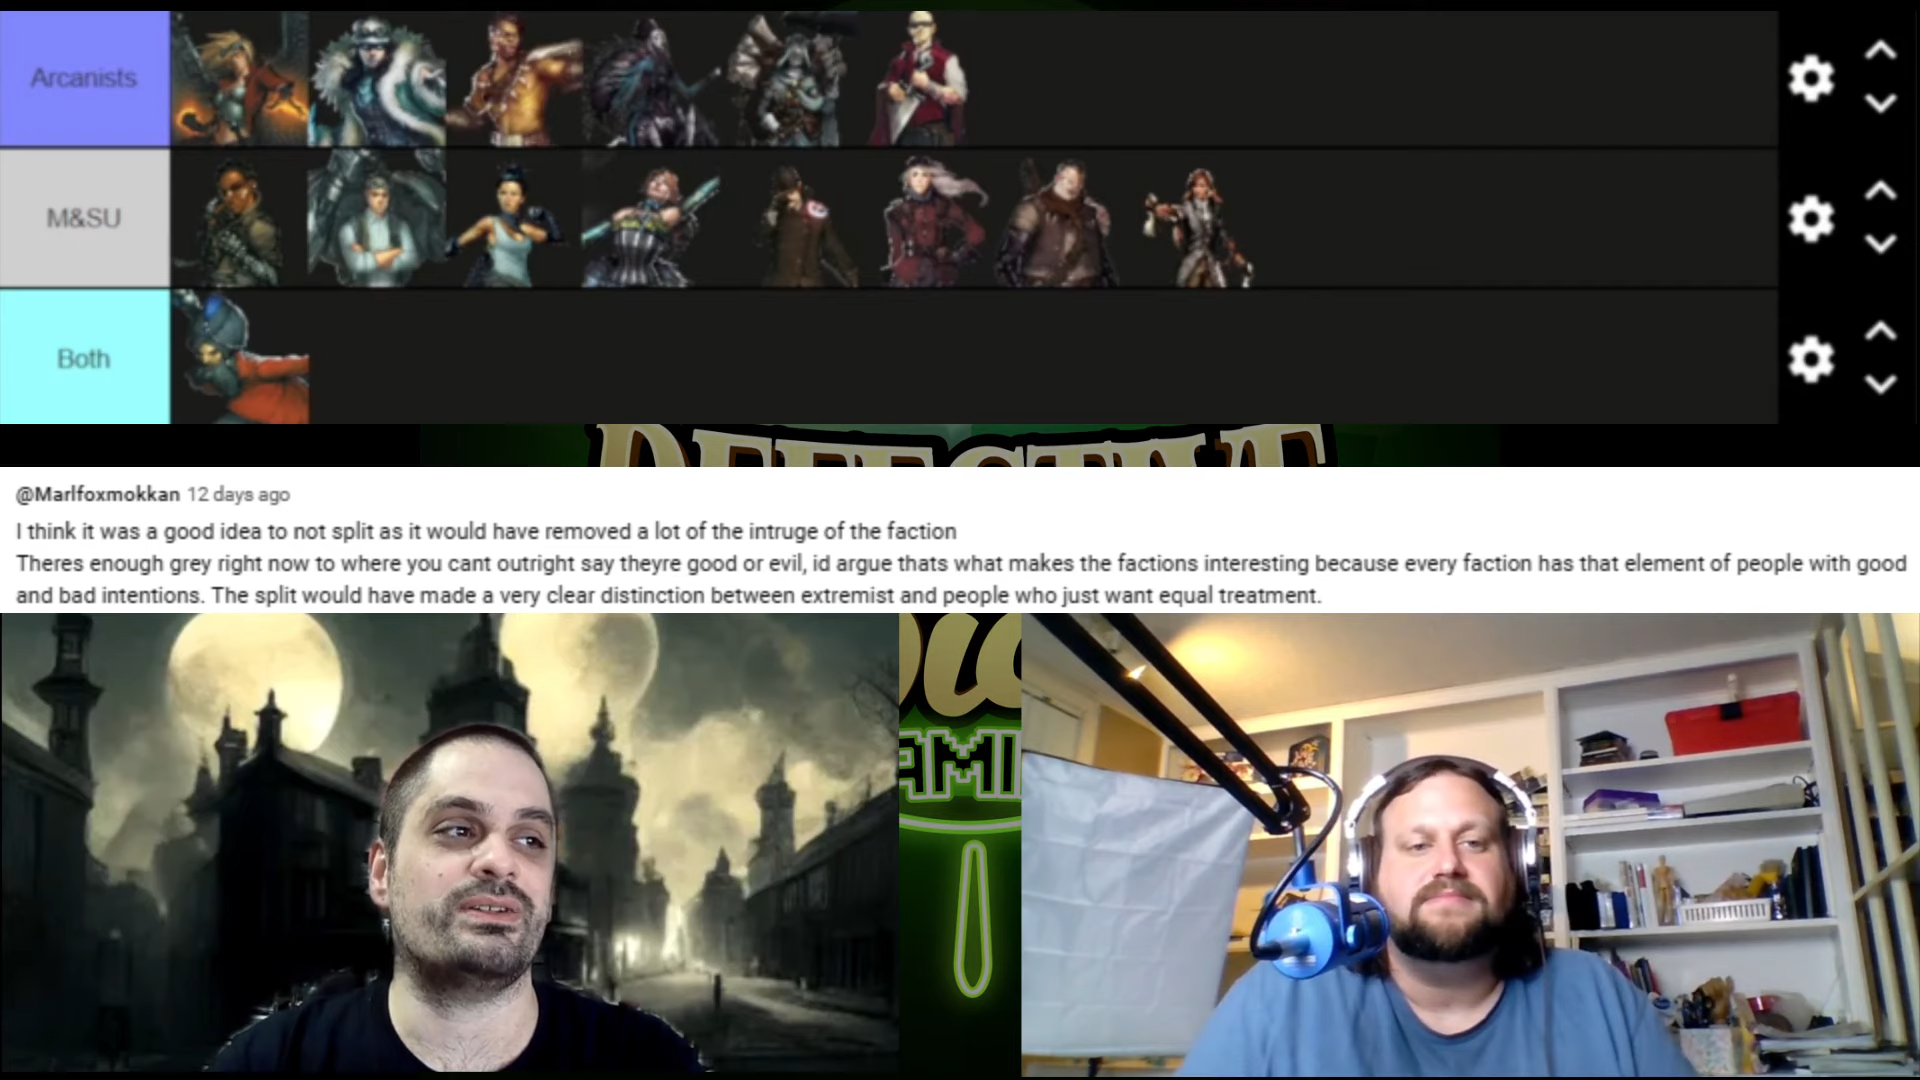 Arcanists
M&SU
Both
DEFECTIVE
@Marlfoxmokkan 12 days ago
I think it was a good idea to not split as it would have removed a lot of the intruge of the faction
Theres enough grey right now to where you cant outright say theyre good or evil, id argue thats what makes the factions interesting because every faction has that element of people with good
and bad intentions. The split would have made a very clear distinction between extremist and people who just want equal treatment.